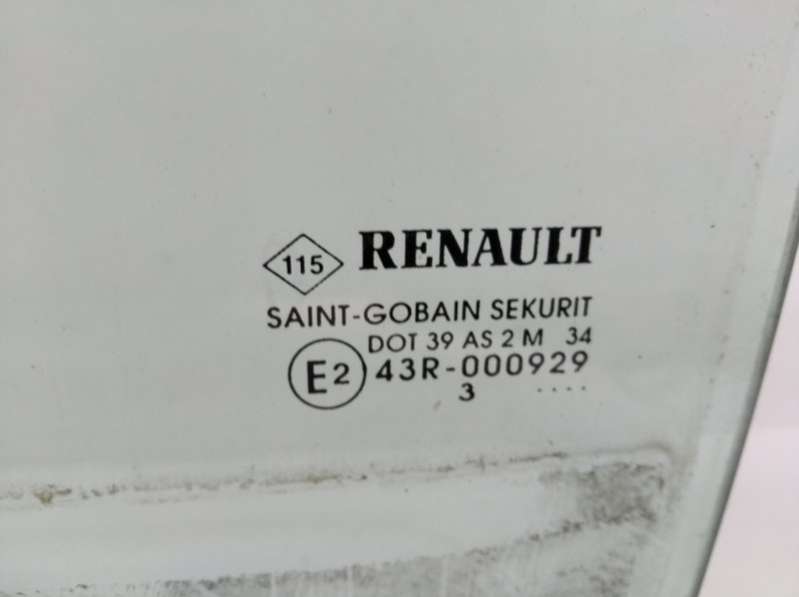 115 RENAULT
SAINT-GOBAIN SEKURIT
DOT 39 AS 2 M 34
E2 43R-000929
3 ....